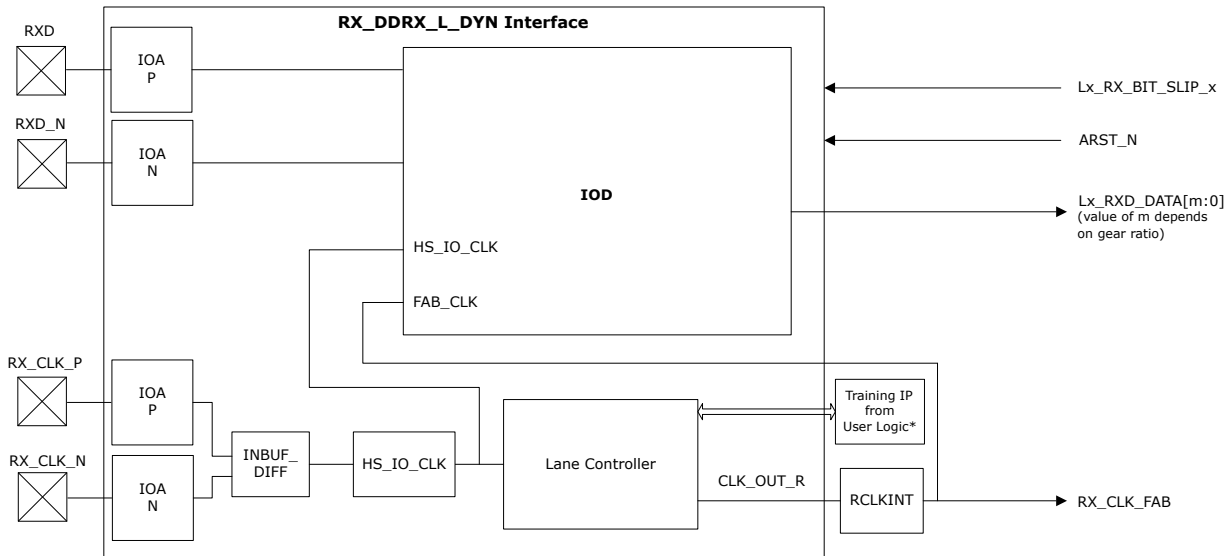 RX_DDRX_L_DYN Interface
RXD
IOA
P
RXD_N
IOA
N
IOD
HS_IO_CLK
FAB_CLK
Lx_RX_BIT_SLIP_x
ARST_N
Lx_RXD_DATA[m:0]
(value of m depends
on gear ratio)
RX_CLK_P
IOA
P
RX_CLK_N
IOA
N
INBUF_
DIFF
HS_IO_CLK
Lane Controller
Training IP
from
User Logic*
CLK_OUT_R
RCLKINT
RX_CLK_FAB